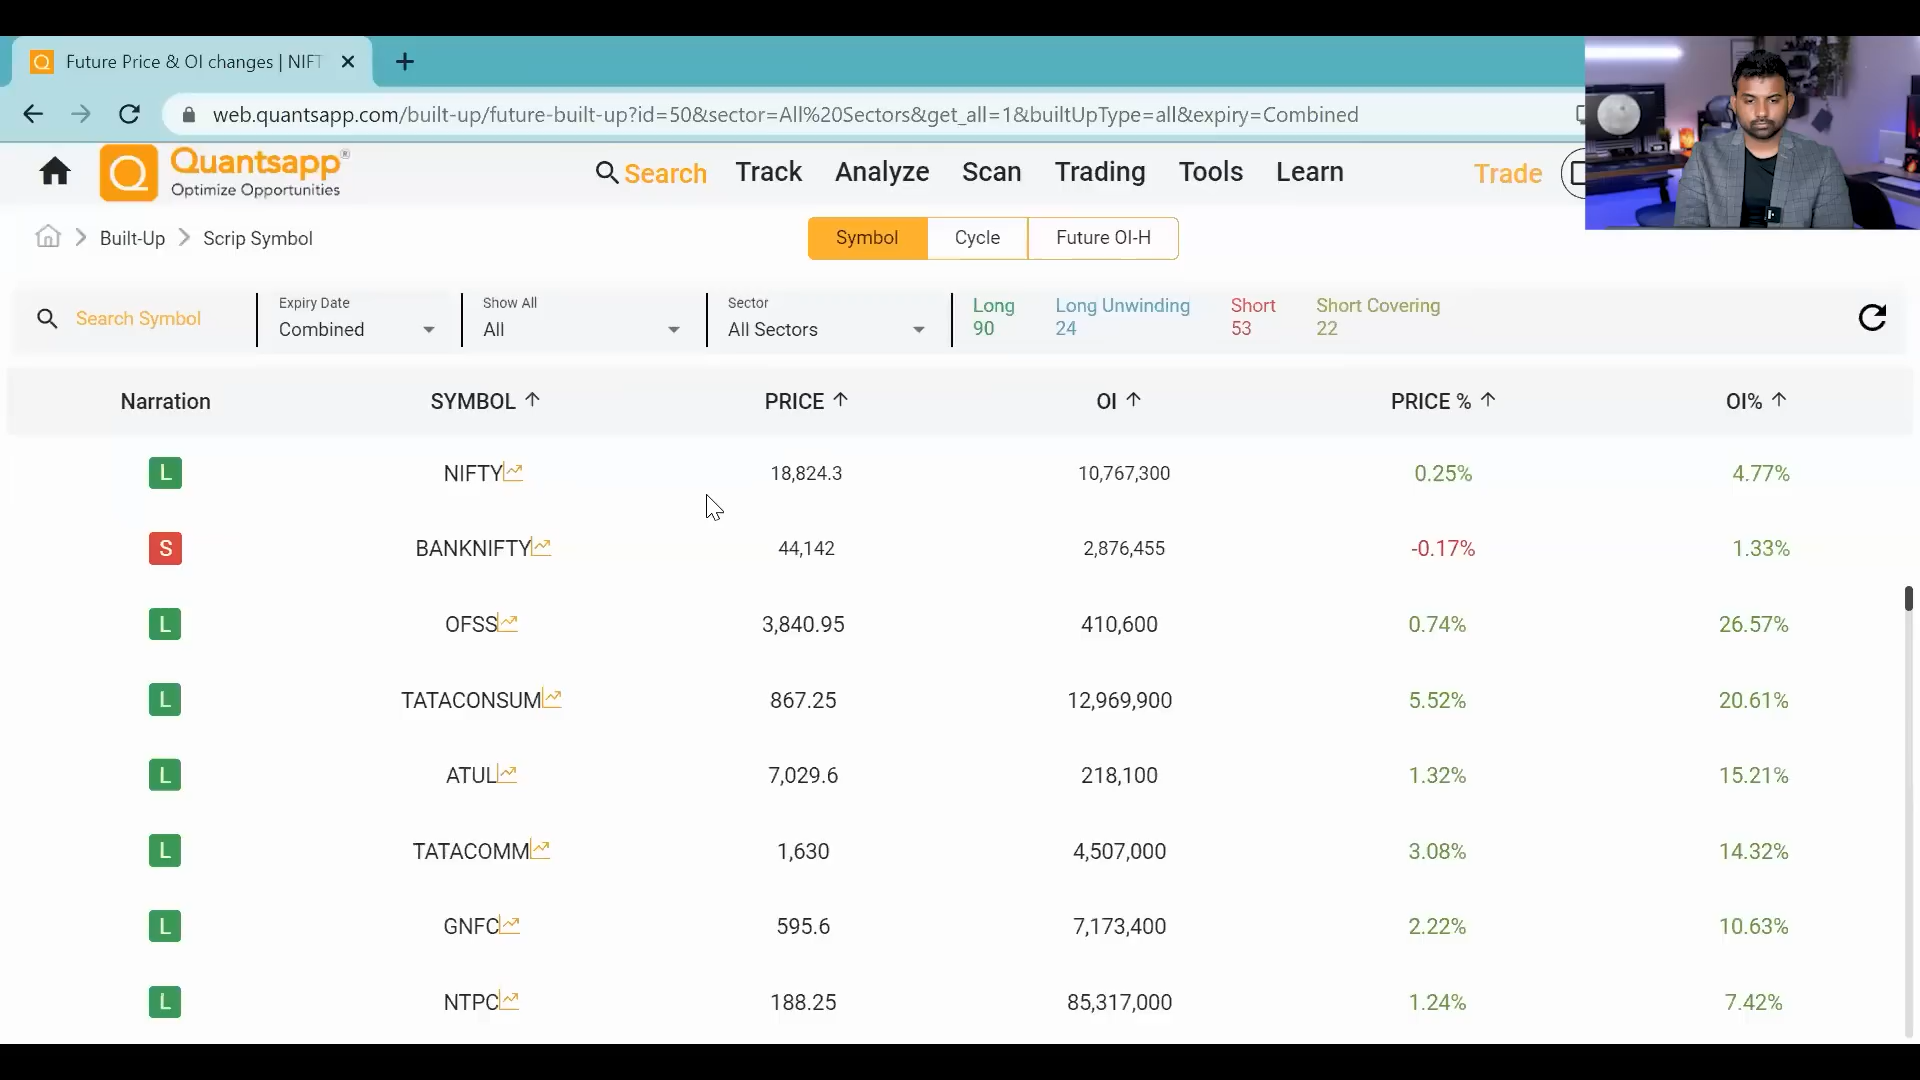 Future Price & OI changes | NIFT
web.quantsapp.com/built-up/future-built-up?id=50&sector=All%20Sectors&get_all=1&builtUpType=all&expiry=Combined
Quantsapp®
Optimize Opportunities
Search Track Analyze Scan Trading Tools Learn Trade
Built-Up > Scrip Symbol
Symbol Cycle Future OI-H
Search Symbol
Expiry Date
Combined
Show All
All
Sector
All Sectors
Long
90
Long Unwinding
24
Short
53
Short Covering
22
Narration SYMBOL ↑ PRICE ↑ OI ↑ PRICE % ↑ OI% ↑
L NIFTY 18,824.3 10,767,300 0.25% 4.77%
S BANKNIFTY 44,142 2,876,455 -0.17% 1.33%
L OFSS 3,840.95 410,600 0.74% 26.57%
L TATACONSUM 867.25 12,969,900 5.52% 20.61%
L ATUL 7,029.6 218,100 1.32% 15.21%
L TATACOMM 1,630 4,507,000 3.08% 14.32%
L GNFC 595.6 7,173,400 2.22% 10.63%
L NTPC 188.25 85,317,000 1.24% 7.42%